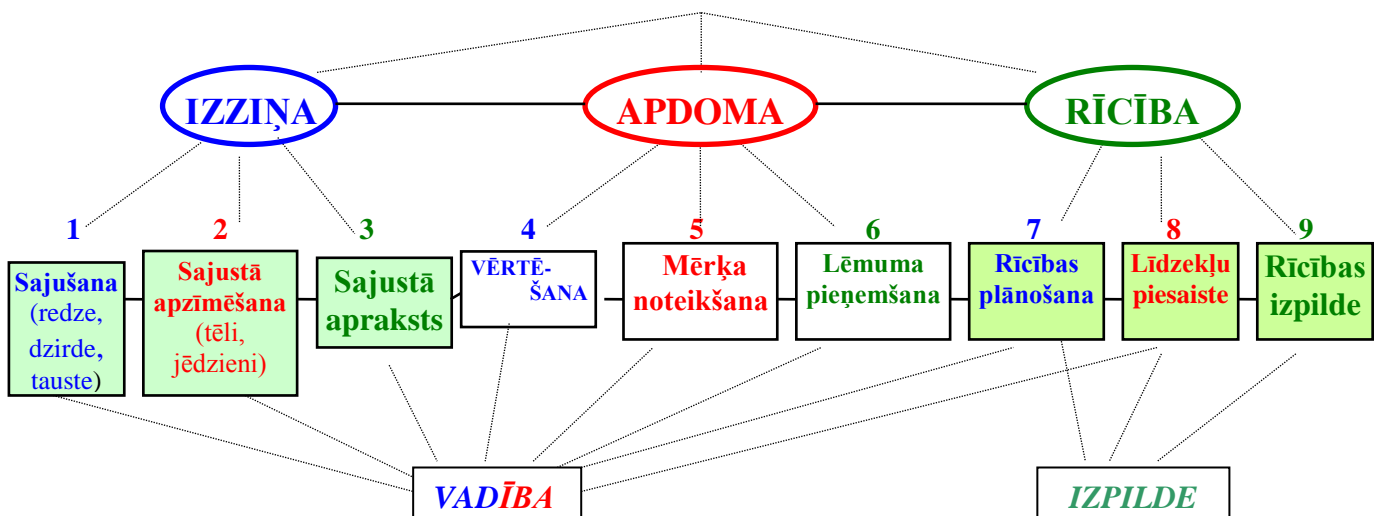 IZZIŅA
APDOMA
RĪCĪBA
1
2
3
4
5
6
7
8
9
Sajušana
(redze,
dzirde,
tauste)
Sajustā
apzīmēšana
(tēli,
jēdzieni)
Sajustā
apraksts
VĒRTĒ-
ŠANA
Mērķa
noteikšana
Lēmuma
pieņemšana
Rīcības
plānošana
Līdzekļu
piesaiste
Rīcības
izpilde
VADĪBA
IZPILDE